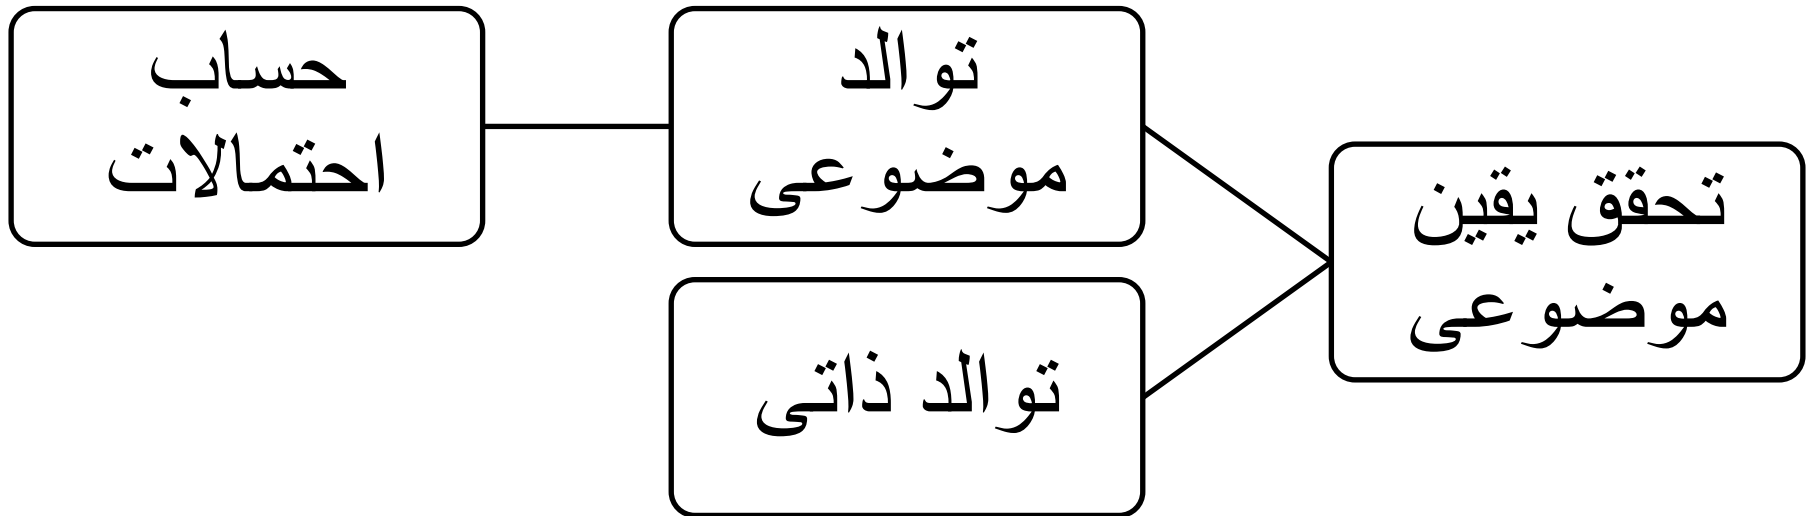 تحقق یقین
موضوعی
توالد
موضوعی
حساب
احتمالات
توالد ذاتی